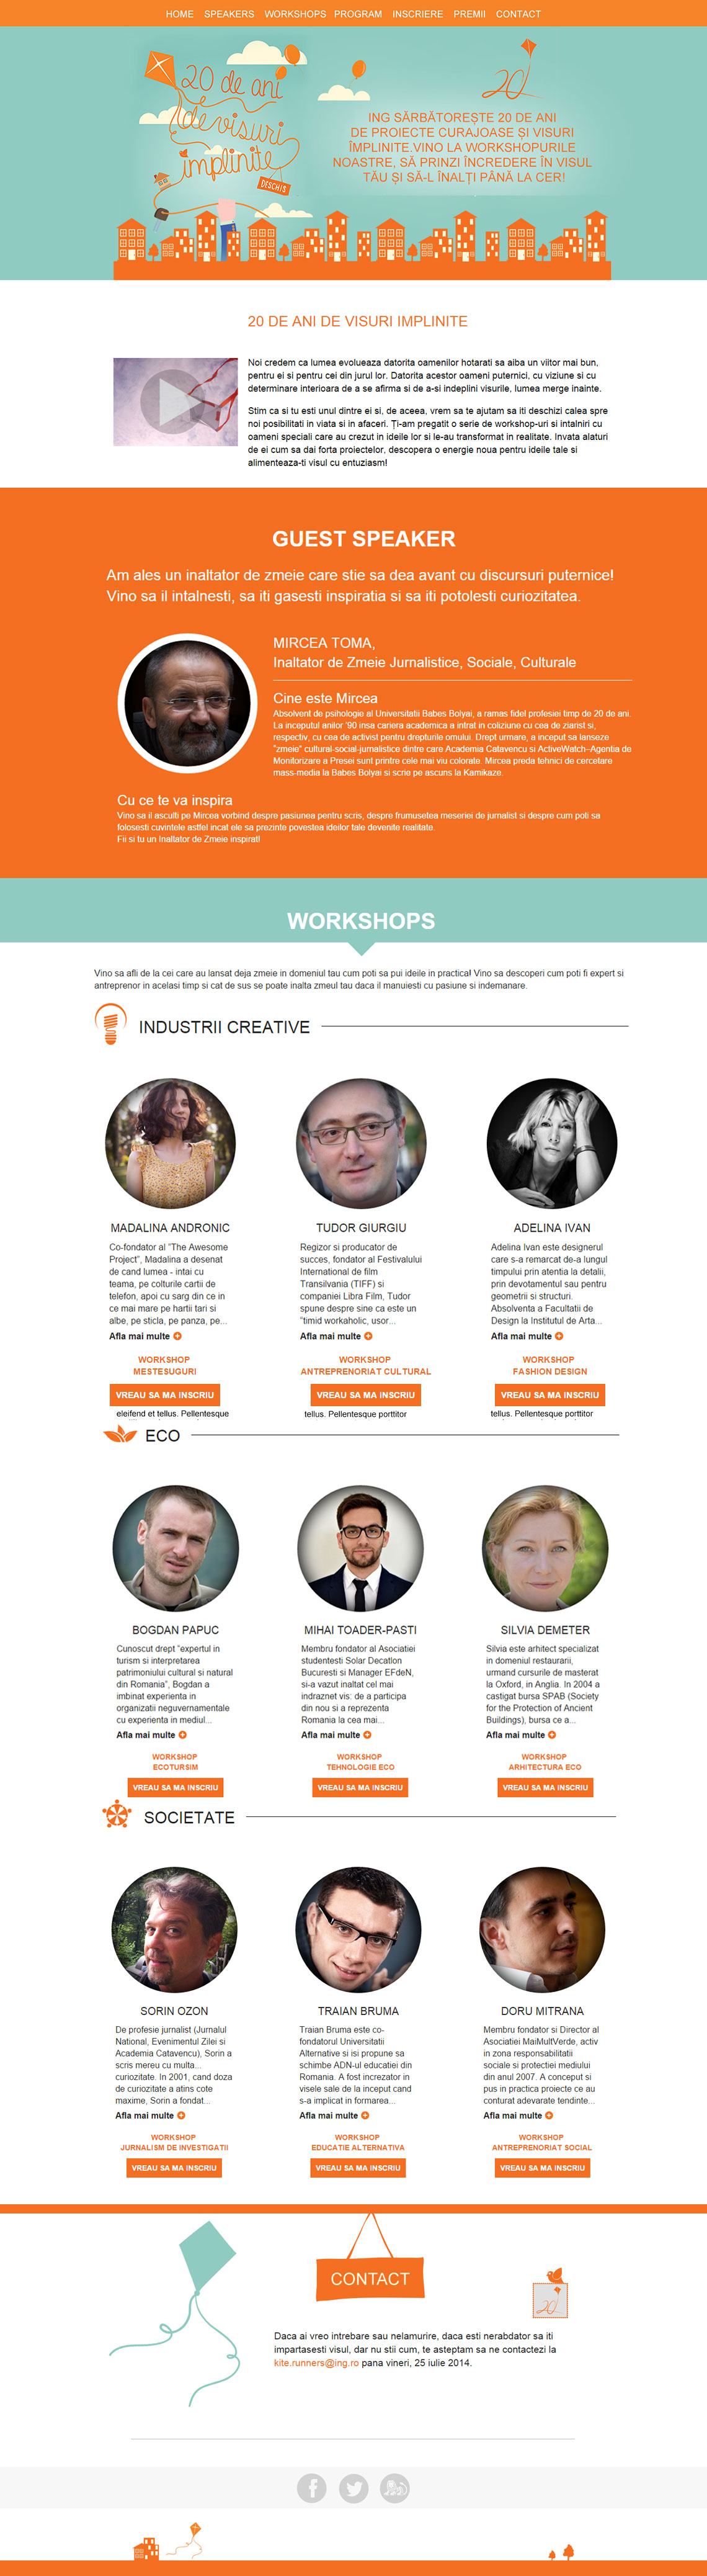 HOME SPEAKERS WORKSHOPS PROGRAM INSCRIERE PREMII CONTACT
20 de ani
de visuri
implinite
DESCHIS
20
ING SĂRBĂTOREȘTE 20 DE ANI
DE PROIECTE CURAJOASE ȘI VISURI
ÎMPLINITE.VINO LA WORKSHOPURILE
NOASTRE, SĂ PRINZI ÎNCREDERE ÎN VISUL
TĂU ȘI SĂ-L ÎNALȚI PÂNĂ LA CER!
20 DE ANI DE VISURI IMPLINITE
Noi credem ca lumea evolueaza datorita oamenilor hotarati sa aiba un viitor mai bun,
pentru ei si pentru cei din jurul lor. Datorita acestor oameni puternici, cu viziune si cu
determinare interioara de a se afirma si de a-si indeplini visurile, lumea merge inainte.
Stim ca si tu esti unul dintre ei si, de aceea, vrem sa te ajutam sa iti deschizi calea spre
noi posibilitati in viata si in afaceri. Ți-am pregatit o serie de workshop-uri si intalniri cu
oameni speciali care au crezut in ideile lor si le-au transformat in realitate. Invata alaturi
de ei cum sa dai forta proiectelor, descopera o energie noua pentru ideile tale si
alimenteaza-ti visul cu entuziasm!
GUEST SPEAKER
Am ales un inaltator de zmeie care stie sa dea avant cu discursuri puternice!
Vino sa il intalnesti, sa iti gasesti inspiratia si sa iti potolesti curiozitatea.
MIRCEA TOMA,
Inaltator de Zmeie Jurnalistice, Sociale, Culturale
Cine este Mircea
Absolvent de psihologie al Universitatii Babes Bolyai, a ramas fidel profesiei timp de 20 de ani.
La inceputul anilor '90 insa cariera academica a intrat in coliziune cu cea de ziarist si,
respectiv, cu cea de activist pentru drepturile omului. Drept urmare, a inceput sa lanseze
"zmeie" cultural-social-jurnalistice dintre care Academia Catavencu si ActiveWatch–Agentia de
Monitorizare a Presei sunt printre cele mai viu colorate. Mircea preda tehnici de cercetare
mass-media la Babes Bolyai si scrie pe ascuns la Kamikaze.
Cu ce te va inspira
Vino sa il asculti pe Mircea vorbind despre pasiunea pentru scris, despre frumusetea meseriei de jurnalist si despre cum poti sa
folosesti cuvintele astfel incat ele sa prezinte povestea ideilor tale devenite realitate.
Fii si tu un Inaltator de Zmeie inspirat!
WORKSHOPS
Vino sa afli de la cei care au lansat deja zmeie in domeniul tau cum poti sa pui ideile in practica! Vino sa descoperi cum poti fi expert si
antreprenor in acelasi timp si cat de sus se poate inalta zmeul tau daca il manuiesti cu pasiune si indemanare.
INDUSTRII CREATIVE
MADALINA ANDRONIC
Co-fondator al "The Awesome
Project", Madalina a desenat
de cand lumea - intai cu
teama, pe colturile cartii de
telefon, apoi cu sarg din ce in
ce mai mare pe hartii tari si
albe, pe sticla, pe panza, pe...
Afla mai multe
WORKSHOP
MESTESUGURI
VREAU SA MA INSCRIU
eleifend et tellus. Pellentesque
TUDOR GIURGIU
Regizor si producator de
succes, fondator al Festivalului
International de film
Transilvania (TIFF) si
companiei Libra Film, Tudor
spune despre sine ca este un
"timid workaholic, usor...
Afla mai multe
WORKSHOP
ANTREPRENORIAT CULTURAL
VREAU SA MA INSCRIU
tellus. Pellentesque porttitor
ADELINA IVAN
Adelina Ivan este designerul
care s-a remarcat de-a lungul
timpului prin atentia la detalii,
prin devotamentul sau pentru
geometrii si structuri.
Absolventa a Facultatii de
Design la Institutul de Arta...
Afla mai multe
WORKSHOP
FASHION DESIGN
VREAU SA MA INSCRIU
tellus. Pellentesque porttitor
ECO
BOGDAN PAPUC
Cunoscut drept "expertul in
turism si interpretarea
patrimoniului cultural si natural
din Romania", Bogdan a
imbinat experienta in
organizatii neguvernamentale
cu experienta in mediul...
Afla mai multe
WORKSHOP
ECOTURSIM
VREAU SA MA INSCRIU
MIHAI TOADER-PASTI
Membru fondator al Asociatiei
studentesti Solar Decatlon
Bucuresti si Manager EFdeN,
si-a vazut inaltat cel mai
indraznet vis: de a participa
din nou si a reprezenta
Romania la cea mai...
Afla mai multe
WORKSHOP
TEHNOLOGIE ECO
VREAU SA MA INSCRIU
SILVIA DEMETER
Silvia este arhitect specializat
in domeniul restaurarii,
urmand cursurile de masterat
la Oxford, in Anglia. In 2004 a
castigat bursa SPAB (Society
for the Protection of Ancient
Buildings), bursa ce a...
Afla mai multe
WORKSHOP
ARHITECTURA ECO
VREAU SA MA INSCRIU
SOCIETATE
SORIN OZON
De profesie jurnalist (Jurnalul
National, Evenimentul Zilei si
Academia Catavencu), Sorin a
scris mereu cu multa...
curiozitate. In 2001, cand doza
de curiozitate a atins cote
maxime, Sorin a fondat...
Afla mai multe
WORKSHOP
JURNALISM DE INVESTIGATII
VREAU SA MA INSCRIU
TRAIAN BRUMA
Traian Bruma este co-
fondatorul Universitatii
Alternative si isi propune sa
schimbe ADN-ul educatiei din
Romania. A fost increzator in
visele sale de la inceput cand
s-a implicat in formarea...
Afla mai multe
WORKSHOP
EDUCATIE ALTERNATIVA
VREAU SA MA INSCRIU
DORU MITRANA
Membru fondator si Director al
Asociatiei MaiMultVerde, activ
in zona responsabilitatii
sociale si protectiei mediului
din anul 2007. A conceput si
pus in practica proiecte ce au
conturat adevarate tendinte...
Afla mai multe
WORKSHOP
ANTREPRENORIAT SOCIAL
VREAU SA MA INSCRIU
CONTACT
20
Daca ai vreo intrebare sau nelamurire, daca esti nerabdator sa iti
impartasesti visul, dar nu stii cum, te asteptam sa ne contactezi la
kite.runners@ing.ro pana vineri, 25 iulie 2014.